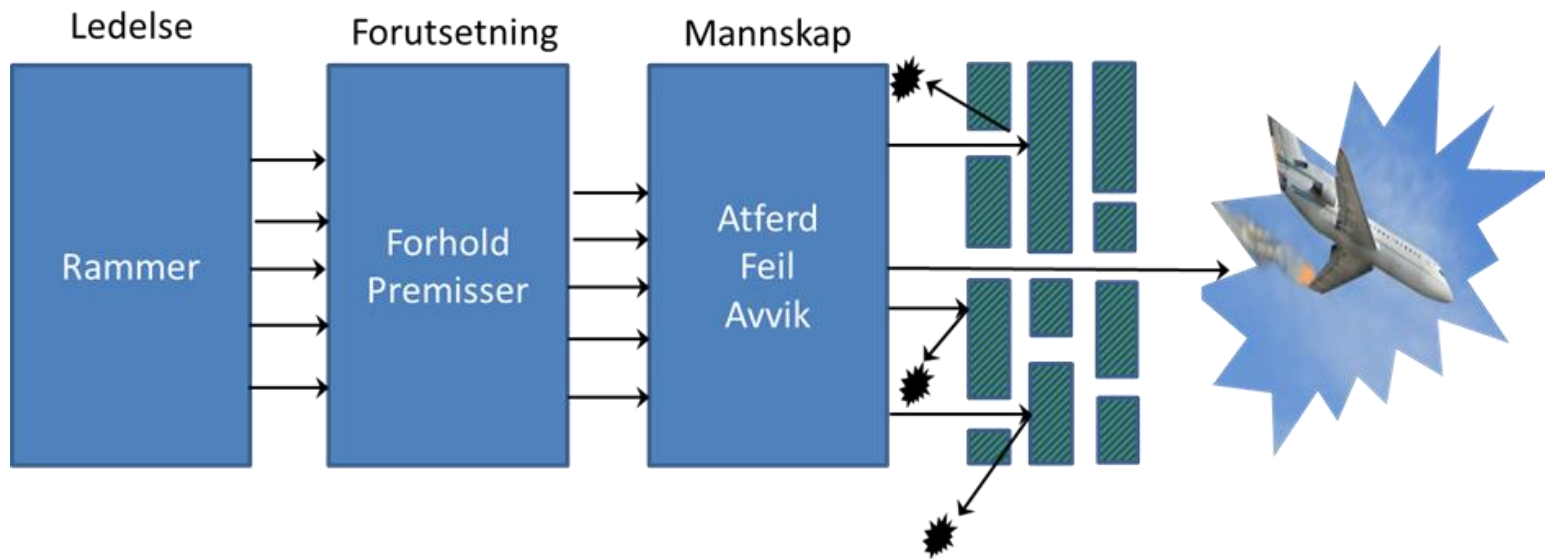 Ledelse
Forutsetning
Mannskap
Rammer
Forhold
Premisser
Atferd
Feil
Avvik